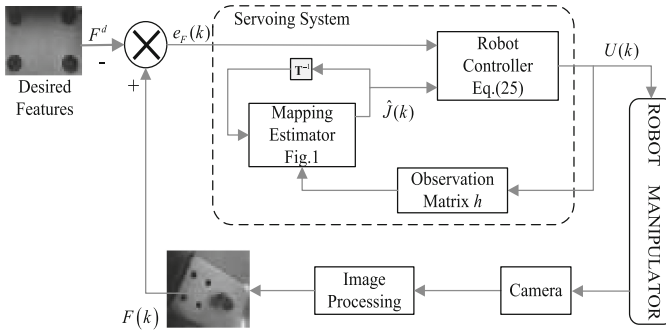 Servoing System
F^d
-
+
e_F(k)
Desired
Features
T^{-1}
Robot
Controller
Eq.(25)
U(k)
Mapping
Estimator
Fig.1
Ĵ(k)
Observation
Matrix h
ROBOT MANIPULATOR
F(k)
Image
Processing
Camera